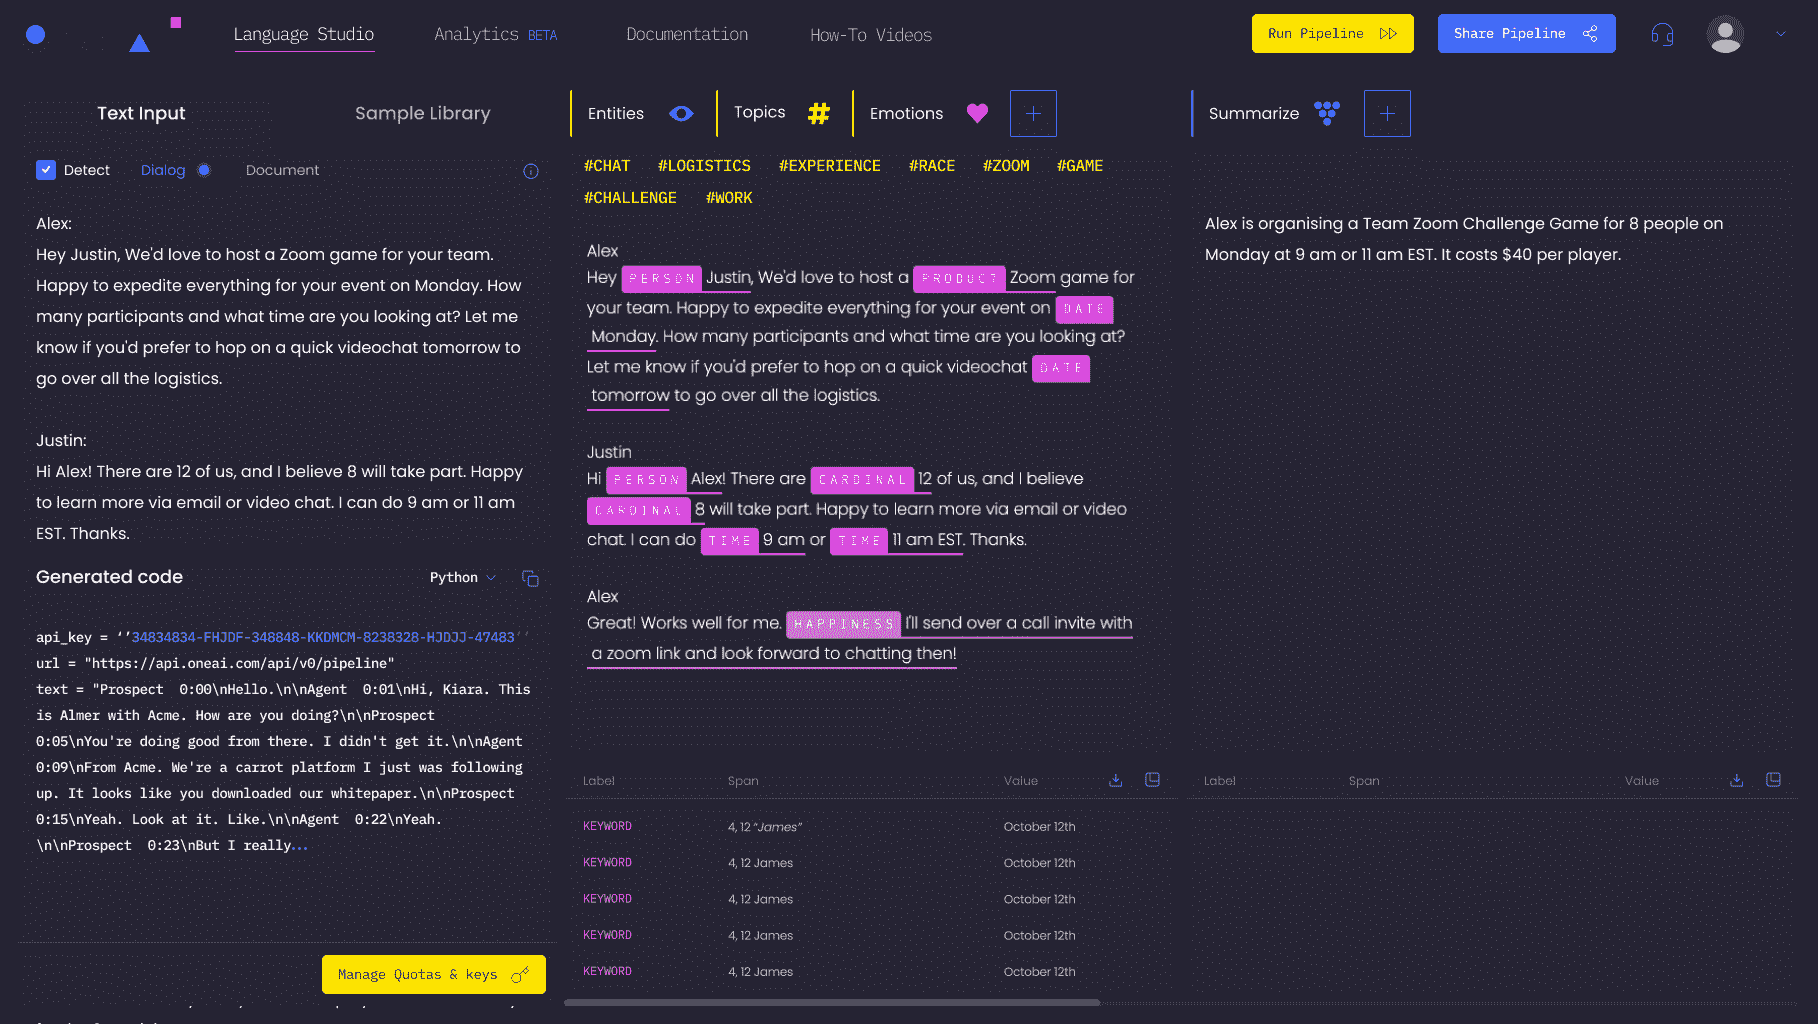 Language Studio
Analytics BETA
Documentation
How-To Videos
Run Pipeline
Share Pipeline
Text Input
Sample Library
Detect
Dialog
Document
Alex:
Hey Justin, We'd love to host a Zoom game for your team.
Happy to expedite everything for your event on Monday. How
many participants and what time are you looking at? Let me
know if you'd prefer to hop on a quick videochat tomorrow to
go over all the logistics.
Justin:
Hi Alex! There are 12 of us, and I believe 8 will take part. Happy
to learn more via email or video chat. I can do 9 am or 11 am
EST. Thanks.
Generated code
Python
api_key = ‘’34834834-FHJDF-348848-KKDMCM-8238328-HJDJJ-47483’’
url = "https://api.oneai.com/api/v0/pipeline"
text = "Prospect  0:00\nHello.\n\nAgent  0:01\nHi, Kiara. This
is Almer with Acme. How are you doing?\n\nProspect
0:05\nYou're doing good from there. I didn't get it.\n\nAgent
0:09\nFrom Acme. We're a carrot platform I just was following
up. It looks like you downloaded our whitepaper.\n\nProspect
0:15\nYeah. Look at it. Like.\n\nAgent  0:22\nYeah.
\n\nProspect  0:23\nBut I really...
Manage Quotas & keys
Entities
Topics
Emotions
#CHAT #LOGISTICS #EXPERIENCE #RACE #ZOOM #GAME
#CHALLENGE #WORK
Alex
Hey PERSON Justin, We'd love to host a PRODUCT Zoom game for
your team. Happy to expedite everything for your event on DATE
Monday. How many participants and what time are you looking at?
Let me know if you'd prefer to hop on a quick videochat DATE
tomorrow to go over all the logistics.
Justin
Hi PERSON Alex! There are CARDINAL 12 of us, and I believe
CARDINAL 8 will take part. Happy to learn more via email or video
chat. I can do TIME 9 am or TIME 11 am EST. Thanks.
Alex
Great! Works well for me. HAPPINESS I'll send over a call invite with
a zoom link and look forward to chatting then!
Label Span Value
KEYWORD 4, 12 “James” October 12th
KEYWORD 4, 12 James October 12th
KEYWORD 4, 12 James October 12th
KEYWORD 4, 12 James October 12th
KEYWORD 4, 12 James October 12th
Summarize
Alex is organising a Team Zoom Challenge Game for 8 people on
Monday at 9 am or 11 am EST. It costs $40 per player.
Label Span Value